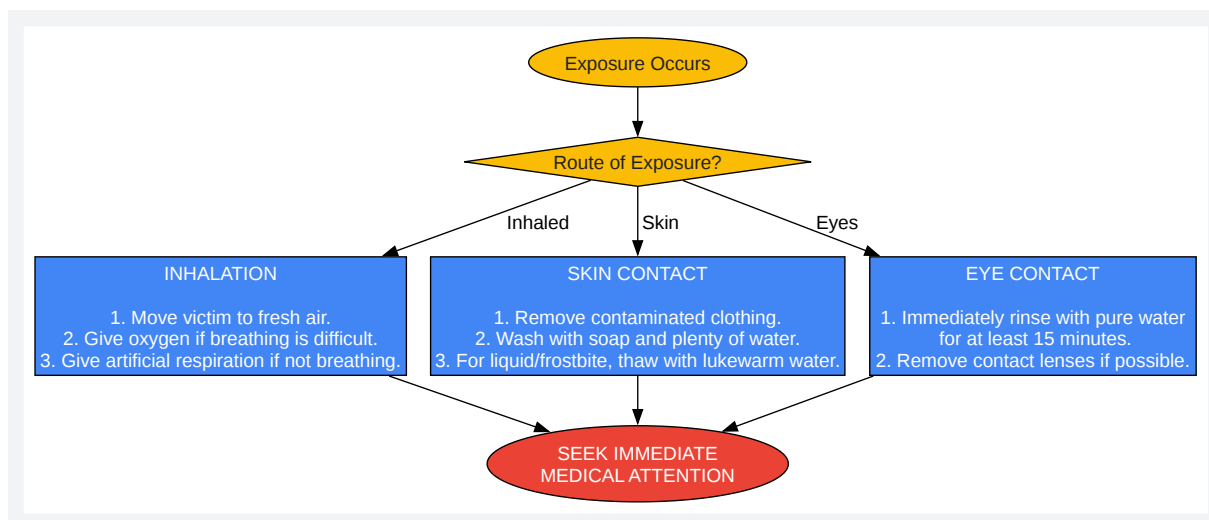 Exposure Occurs
Route of Exposure?
Inhaled
Skin
Eyes
INHALATION
1. Move victim to fresh air.
2. Give oxygen if breathing is difficult.
3. Give artificial respiration if not breathing.
SKIN CONTACT
1. Remove contaminated clothing.
2. Wash with soap and plenty of water.
3. For liquid/frostbite, thaw with lukewarm water.
EYE CONTACT
1. Immediately rinse with pure water
for at least 15 minutes.
2. Remove contact lenses if possible.
SEEK IMMEDIATE
MEDICAL ATTENTION